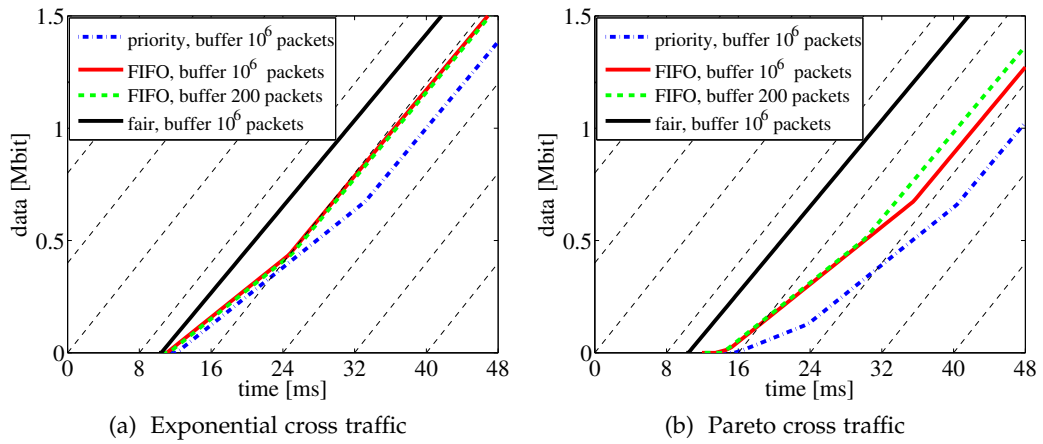 1.5
1
0.5
0
data [Mbit]
priority, buffer 10^6 packets
FIFO, buffer 10^6 packets
FIFO, buffer 200 packets
fair, buffer 10^6 packets
0 8 16 24 32 40 48
time [ms]
(a) Exponential cross traffic
1.5
1
0.5
0
data [Mbit]
priority, buffer 10^6 packets
FIFO, buffer 10^6 packets
FIFO, buffer 200 packets
fair, buffer 10^6 packets
0 8 16 24 32 40 48
time [ms]
(b) Pareto cross traffic